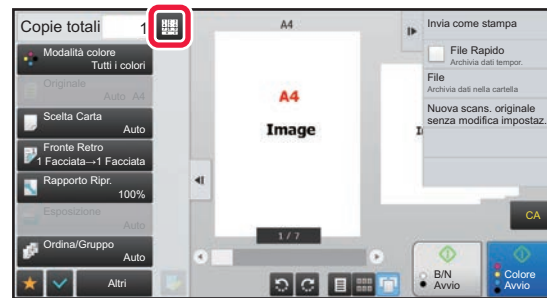 Copie totali 1
Modalità colore
Tutti i colori
Originale
Auto A4
Scelta Carta
Auto
Fronte Retro
1 Facciata→1 Facciata
Rapporto Ripr.
100%
Esposizione
Auto
Ordina/Gruppo
Auto
Altri
A4
A4
Image
1 / 7
Invia come stampa
File Rapido
Archivia dati tempor.
File
Archivia dati nella cartella
Nuova scans. originale
senza modifica impostaz.
CA
B/N
Avvio
Colore
Avvio